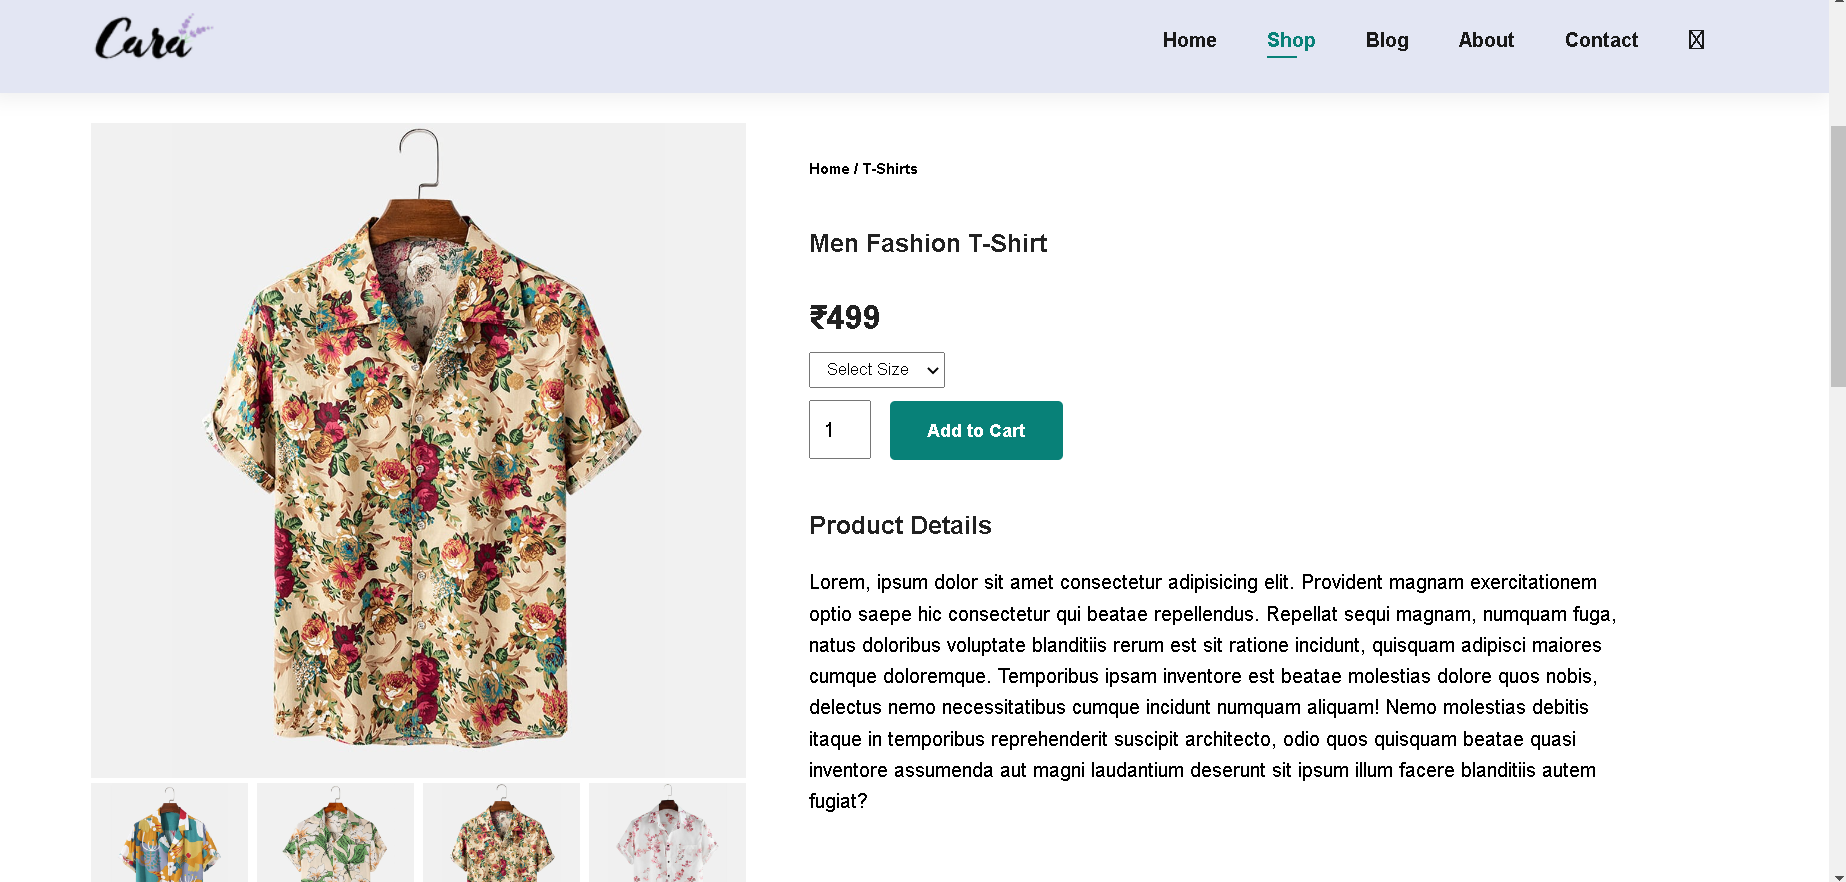 Cara
Home Shop Blog About Contact
Home / T-Shirts
Men Fashion T-Shirt
₹499
Select Size
1
Add to Cart
Product Details
Lorem, ipsum dolor sit amet consectetur adipisicing elit. Provident magnam exercitationem
optio saepe hic consectetur qui beatae repellendus. Repellat sequi magnam, numquam fuga,
natus doloribus voluptate blanditiis rerum est sit ratione incidunt, quisquam adipisci maiores
cumque doloremque. Temporibus ipsam inventore est beatae molestias dolore quos nobis,
delectus nemo necessitatibus cumque incidunt numquam aliquam! Nemo molestias debitis
itaque in temporibus reprehenderit suscipit architecto, odio quos quisquam beatae quasi
inventore assumenda aut magni laudantium deserunt sit ipsum illum facere blanditiis autem
fugiat?